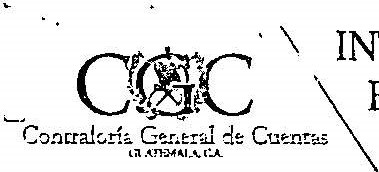 CGC
Contraloría General de Cuentas
GUATEMALA, C.A.
IN